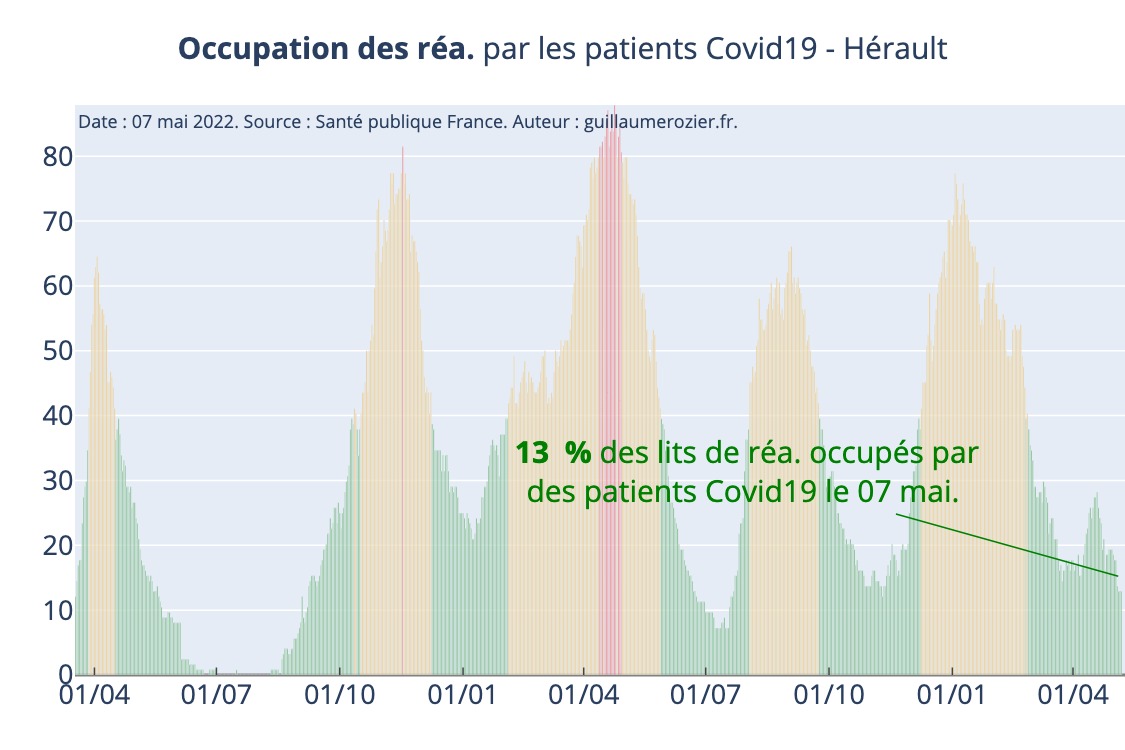 Occupation des réa. par les patients Covid19 - Hérault
Date : 07 mai 2022. Source : Santé publique France. Auteur : guillaumerozier.fr.
80
70
60
50
40
30
20
10
0
13 % des lits de réa. occupés par
des patients Covid19 le 07 mai.
01/04 01/07 01/10 01/01 01/04 01/07 01/10 01/01 01/04